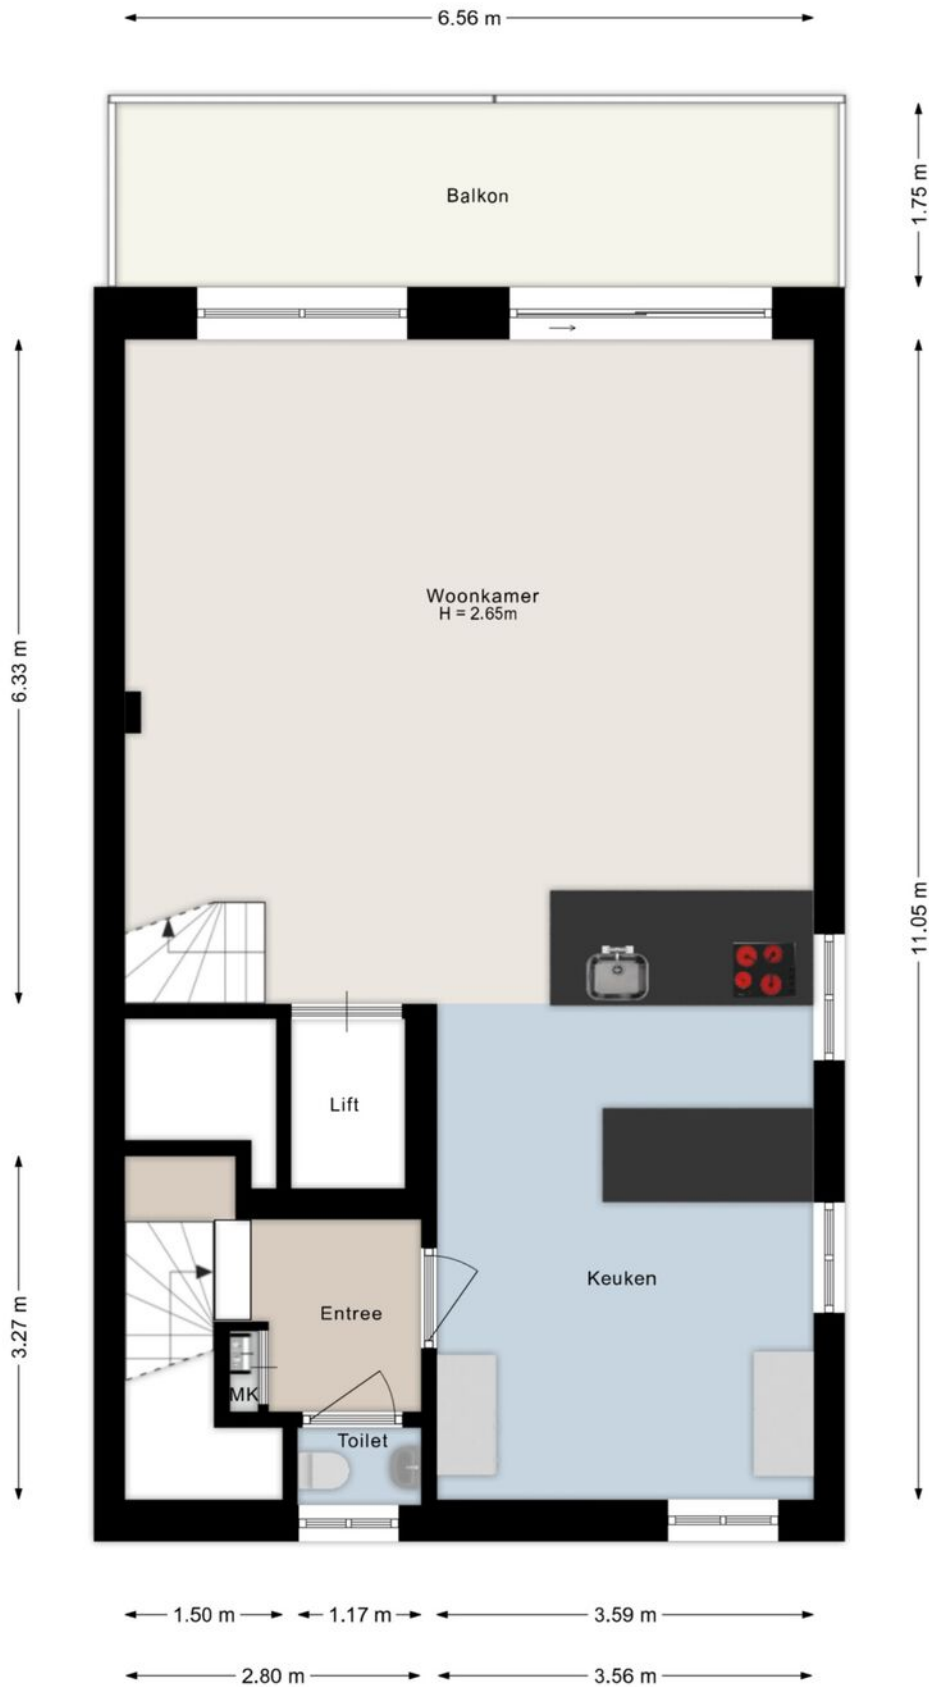 6.56 m
Balkon
1.75 m
Woonkamer
H = 2.65m
6.33 m
11.05 m
Lift
Keuken
Entree
3.27 m
MK
Toilet
1.50 m
1.17 m
3.59 m
2.80 m
3.56 m